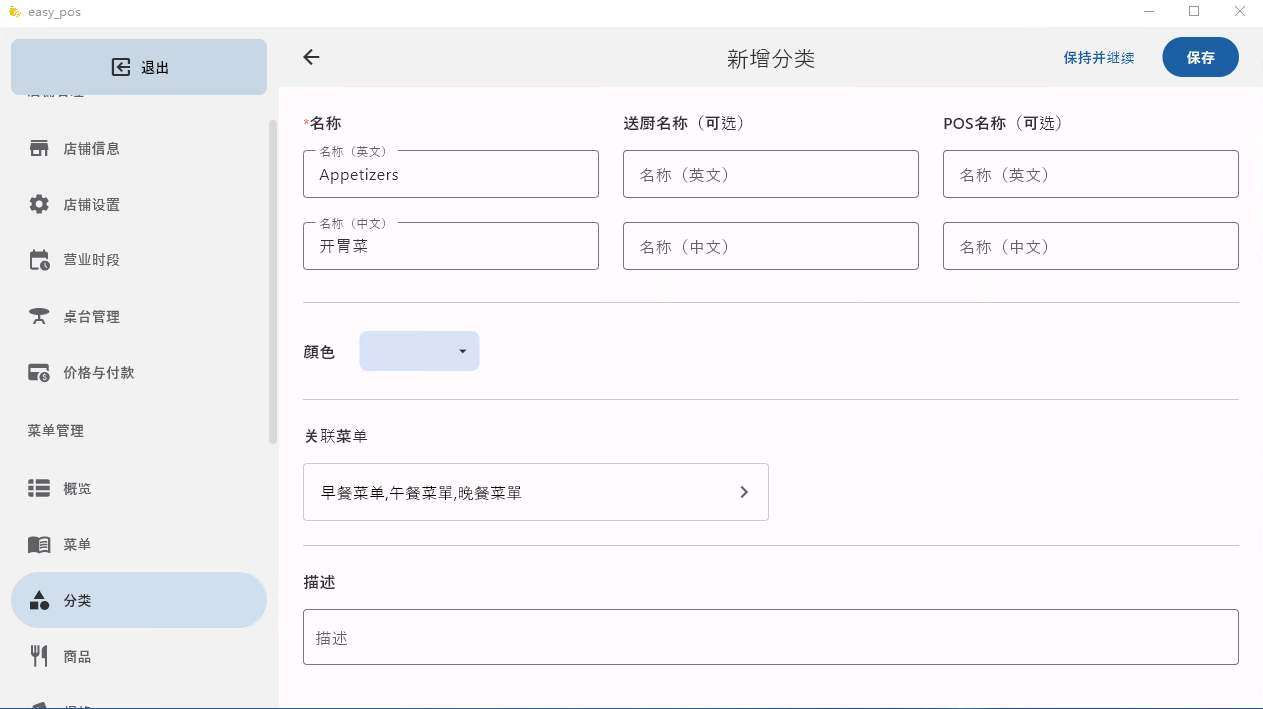 easy_pos
退出
店铺管理
店铺信息
店铺设置
营业时段
桌台管理
价格与付款
菜单管理
概览
菜单
分类
商品
新增分类
保持并继续
保存
*名称
送厨名称（可选）
POS名称（可选）
名称（英文）
Appetizers
名称（英文）
名称（英文）
名称（中文）
开胃菜
名称（中文）
名称（中文）
顔色
关联菜单
早餐菜单,午餐菜單,晚餐菜單
描述
描述